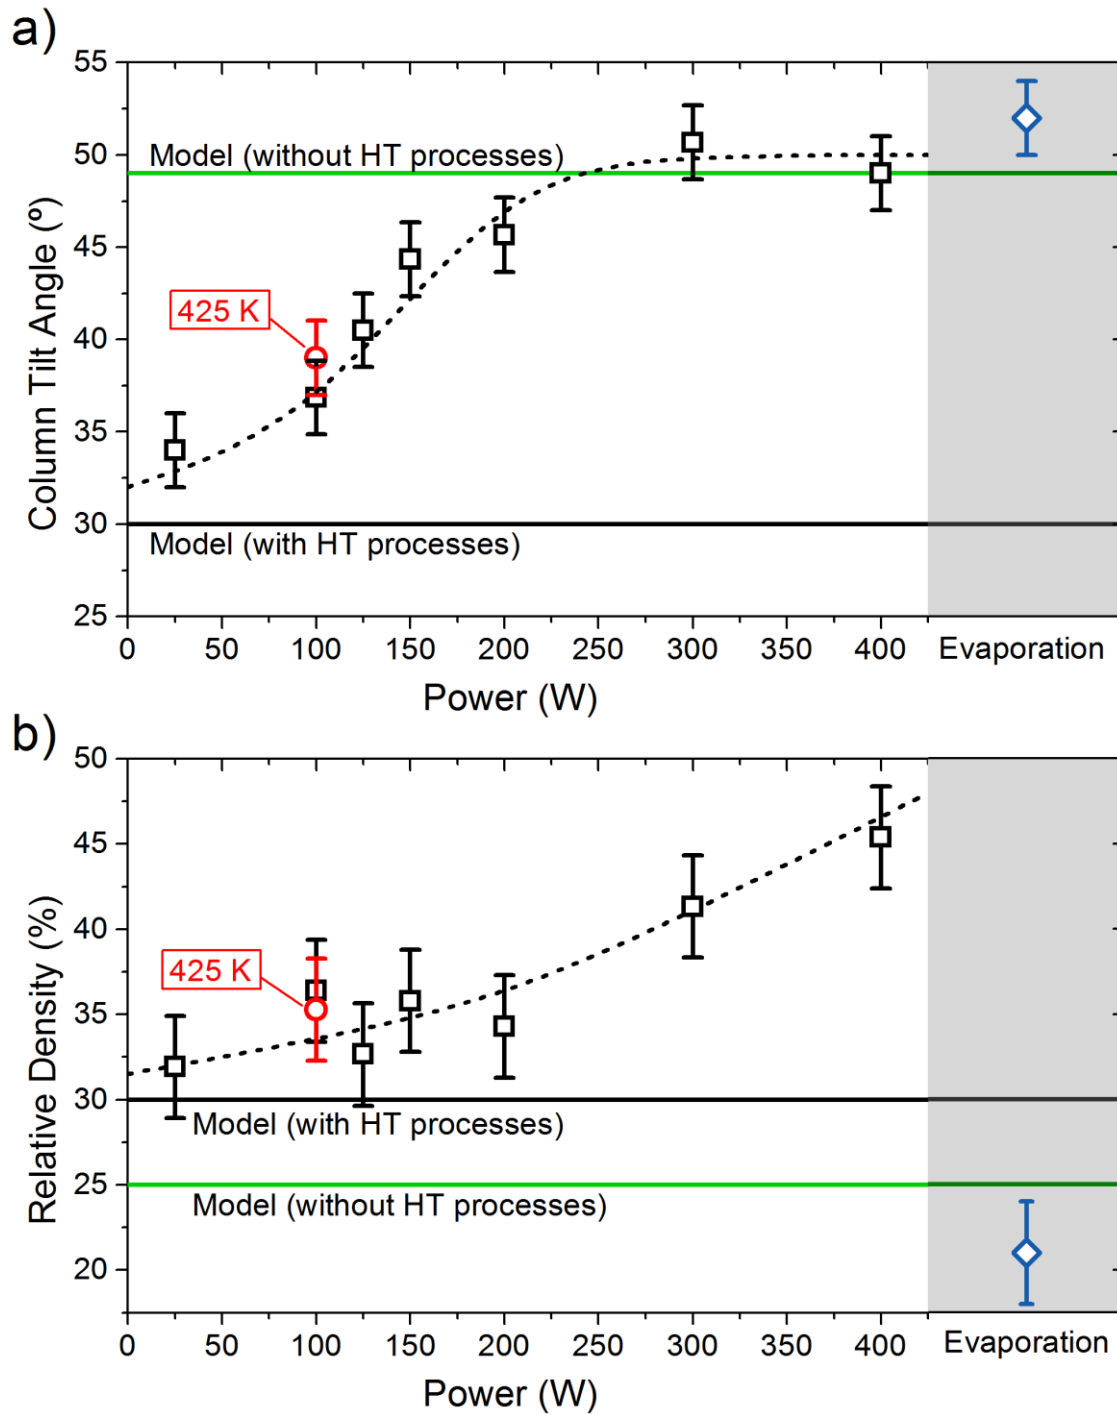 a)
55
50
45
40
35
30
25
Column Tilt Angle (º)
Model (without HT processes)
425 K
Model (with HT processes)
0 50 100 150 200 250 300 350 400 Evaporation
Power (W)
b)
50
45
40
35
30
25
20
Relative Density (%)
425 K
Model (with HT processes)
Model (without HT processes)
0 50 100 150 200 250 300 350 400 Evaporation
Power (W)